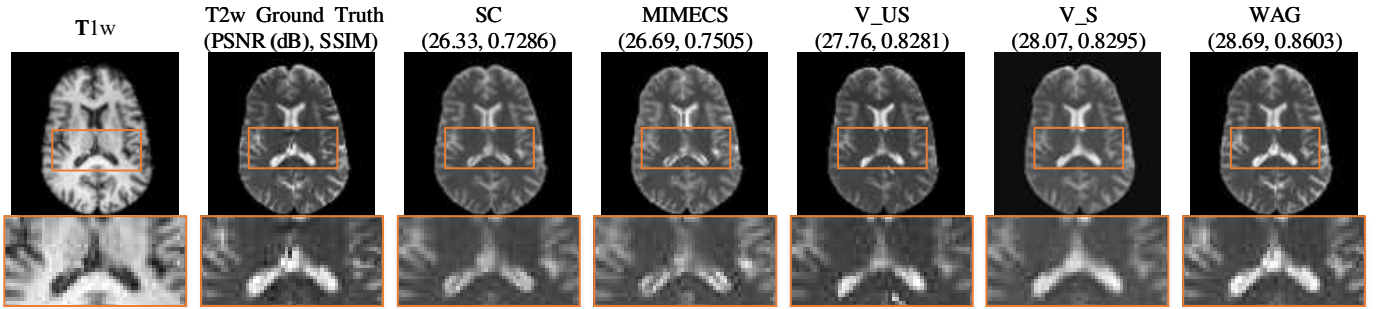 T1w
T2w Ground Truth
(PSNR (dB), SSIM)
SC
(26.33, 0.7286)
MIMECS
(26.69, 0.7505)
V_US
(27.76, 0.8281)
V_S
(28.07, 0.8295)
WAG
(28.69, 0.8603)